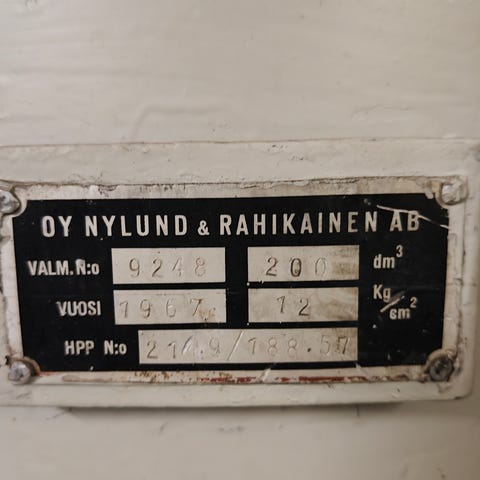 OY NYLUND & RAHIKAINEN AB
VALM. N:o 9248 200 dm³
VUOSI 1967 12 Kg/cm²
HPP N:o 2149/188.57